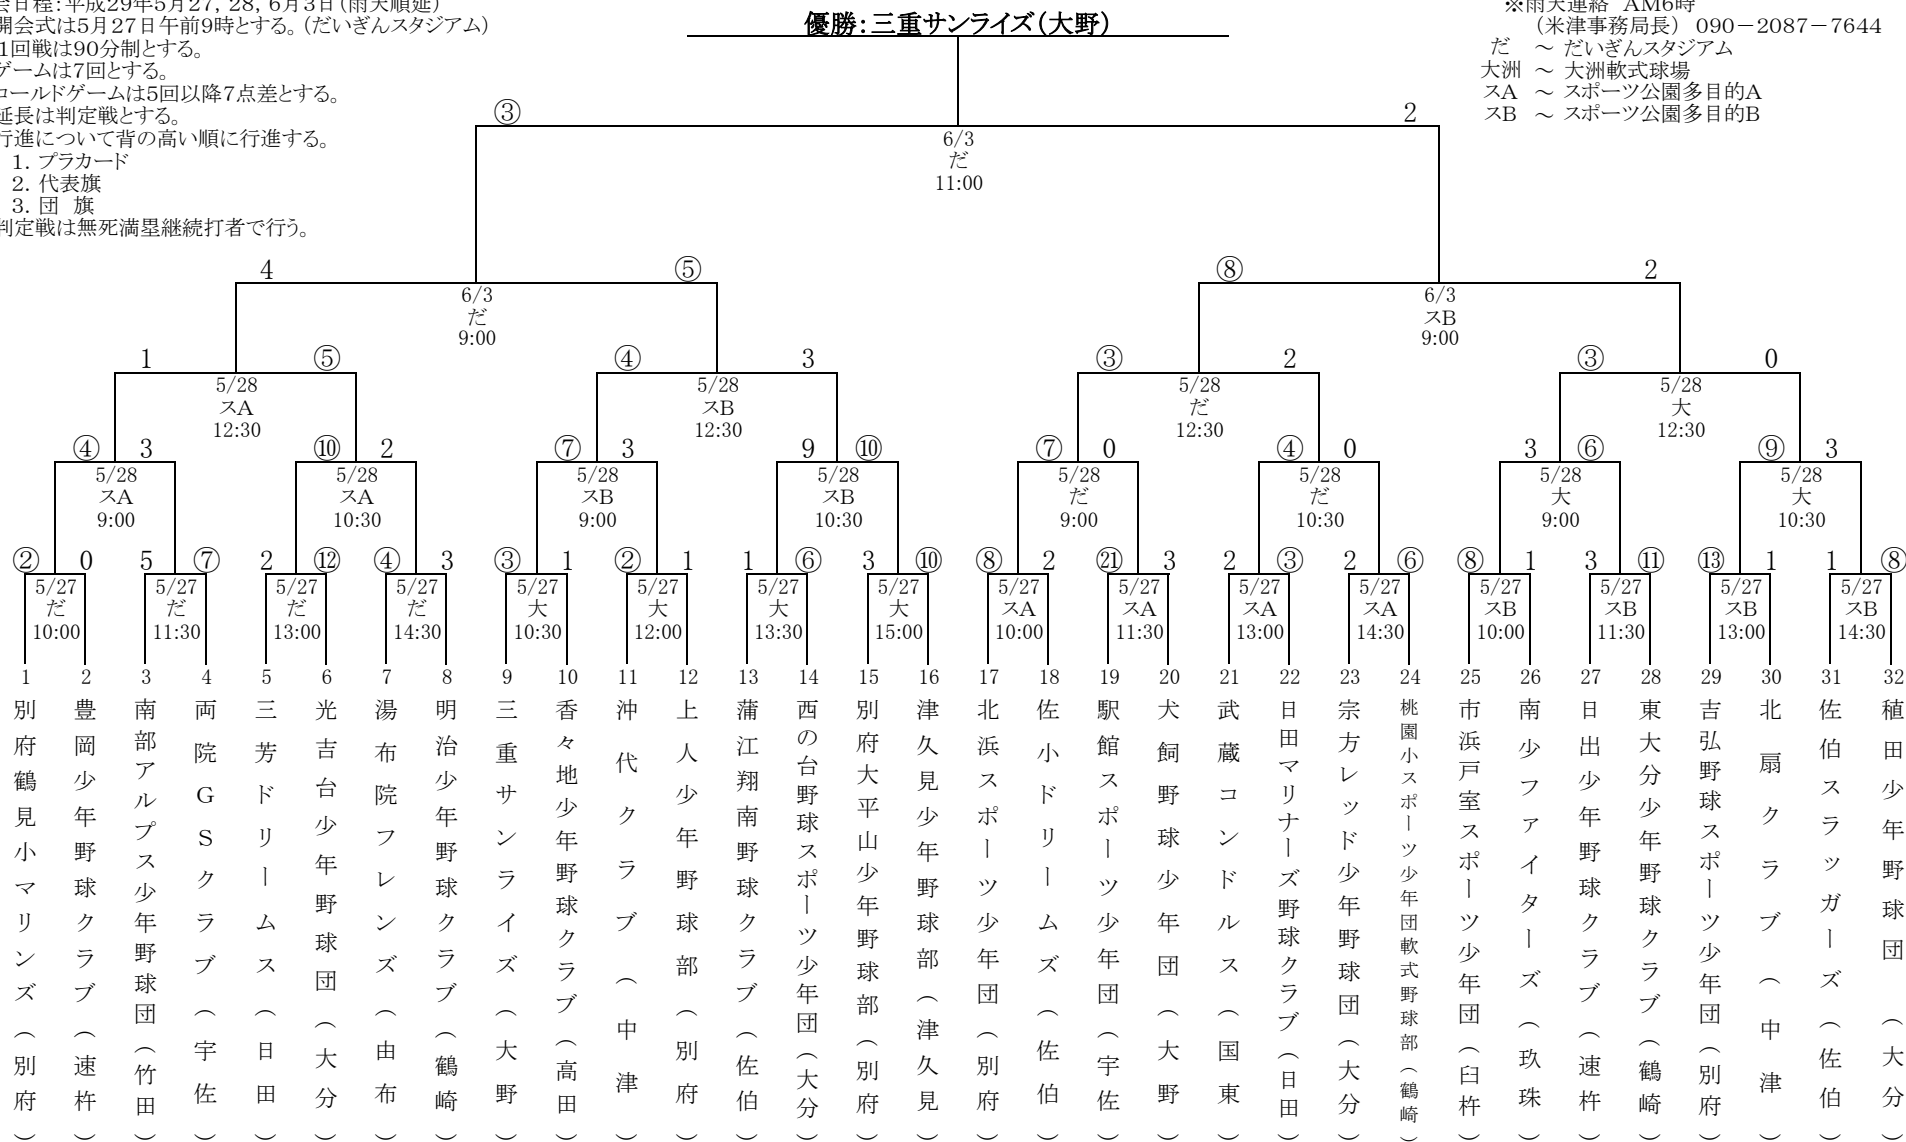 会日程：平成29年5月27，28，6月3日（雨天順延）
開会式は5月27日午前9時とする。（だいぎんスタジアム）
1回戦は90分制とする。
ゲームは7回とする。
コールドゲームは5回以降7点差とする。
延長は判定戦とする。
行進について背の高い順に行進する。
1．プラカード
2．代表旗
3．団　旗
判定戦は無死満塁継続打者で行う。
優勝：三重サンライズ（大野）
※雨天連絡　AM6時
（米津事務局長）　090－2087－7644
だ　～　だいぎんスタジアム
大洲　～　大洲軟式球場
スA　～　スポーツ公園多目的A
スB　～　スポーツ公園多目的B
③ 2
6/3
だ
11:00
4 ⑤ ⑧ 2
6/3 6/3
だ スB
9:00 9:00
1 ⑤ ④ 3 ③ 2 ③ 0
5/28 5/28 5/28 5/28
スA スB だ 大
12:30 12:30 12:30 12:30
④ 3 ⑩ 2 ⑦ 3 9 ⑩ ⑦ 0 ④ 0 3 ⑥ ⑨ 3
5/28 5/28 5/28 5/28 5/28 5/28 5/28 5/28
スA スA スB スB だ だ 大 大
9:00 10:30 9:00 10:30 9:00 10:30 9:00 10:30
② 0 5 ⑦ 2 ⑫ ④ 3 ③ 1 ② 1 1 ⑥ 3 ⑩ ⑧ 2 ㉑ 3 2 ③ 2 ⑥ ⑧ 1 3 ⑪ ⑬ 1 1 ⑧
5/27 5/27 5/27 5/27 5/27 5/27 5/27 5/27 5/27 5/27 5/27 5/27 5/27 5/27 5/27 5/27
だ だ だ だ 大 大 大 大 スA スA スA スA スB スB スB スB
10:00 11:30 13:00 14:30 10:30 12:00 13:30 15:00 10:00 11:30 13:00 14:30 10:00 11:30 13:00 14:30
1 2 3 4 5 6 7 8 9 10 11 12 13 14 15 16 17 18 19 20 21 22 23 24 25 26 27 28 29 30 31 32
別府鶴見小マリンズ（別府）
豊岡少年野球クラブ（速杵）
南部アルプス少年野球団（竹田）
両院GSクラブ（宇佐）
三芳ドリームス（日田）
光吉台少年野球団（大分）
湯布院フレンズ（由布）
明治少年野球クラブ（鶴崎）
三重サンライズ（大野）
香々地少年野球クラブ（高田）
沖代クラブ（中津）
上人少年野球部（別府）
蒲江翔南野球クラブ（佐伯）
西の台野球スポーツ少年団（大分）
別府大平山少年野球部（別府）
津久見少年野球部（津久見）
北浜スポーツ少年団（別府）
佐小ドリームズ（佐伯）
駅館スポーツ少年団（宇佐）
犬飼野球少年団（大野）
武蔵コンドルス（国東）
日田マリナーズ野球クラブ（日田）
宗方レッド少年野球団（大分）
桃園小スポーツ少年団軟式野球部（鶴崎）
市浜戸室スポーツ少年団（臼杵）
南少ファイターズ（玖珠）
日出少年野球クラブ（速杵）
東大分少年野球クラブ（鶴崎）
吉弘野球スポーツ少年団（別府）
北扇クラブ（中津）
佐伯スラッガーズ（佐伯）
稙田少年野球団（大分）